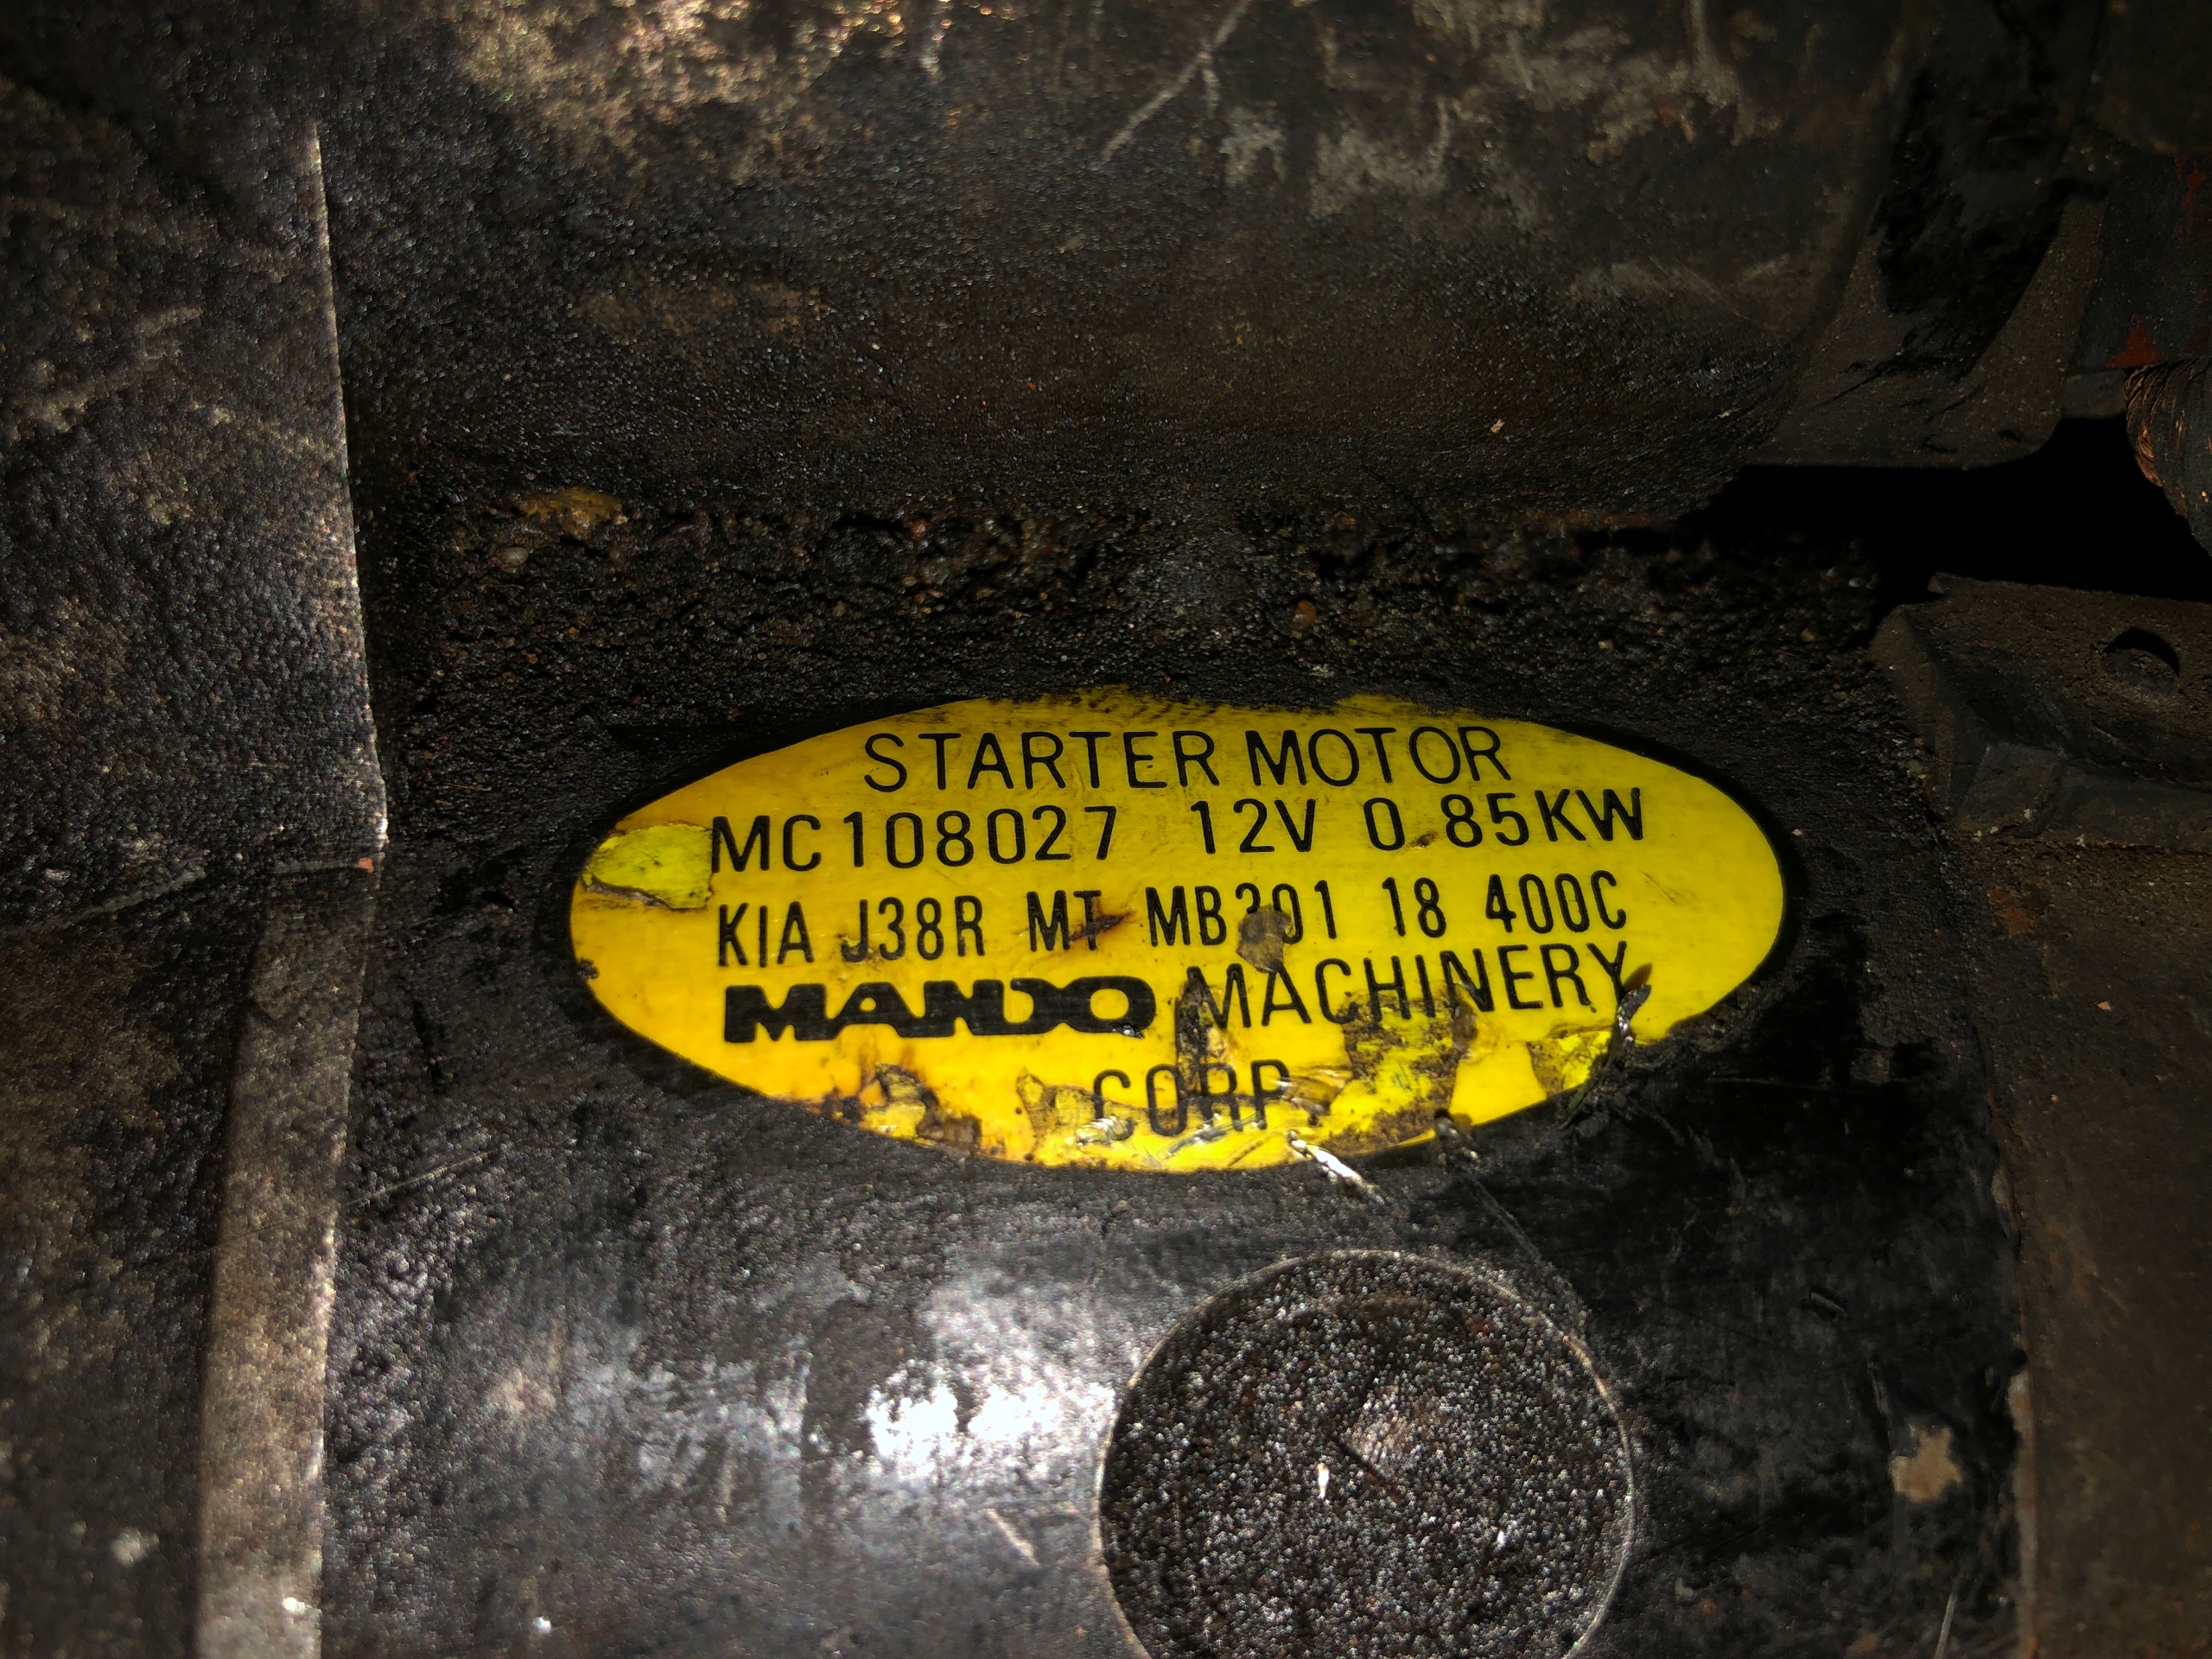 STARTER MOTOR
MC108027 12V 0.85KW
KIA J38R MT MB301 18 400C
MANDO MACHINERY
CORP.